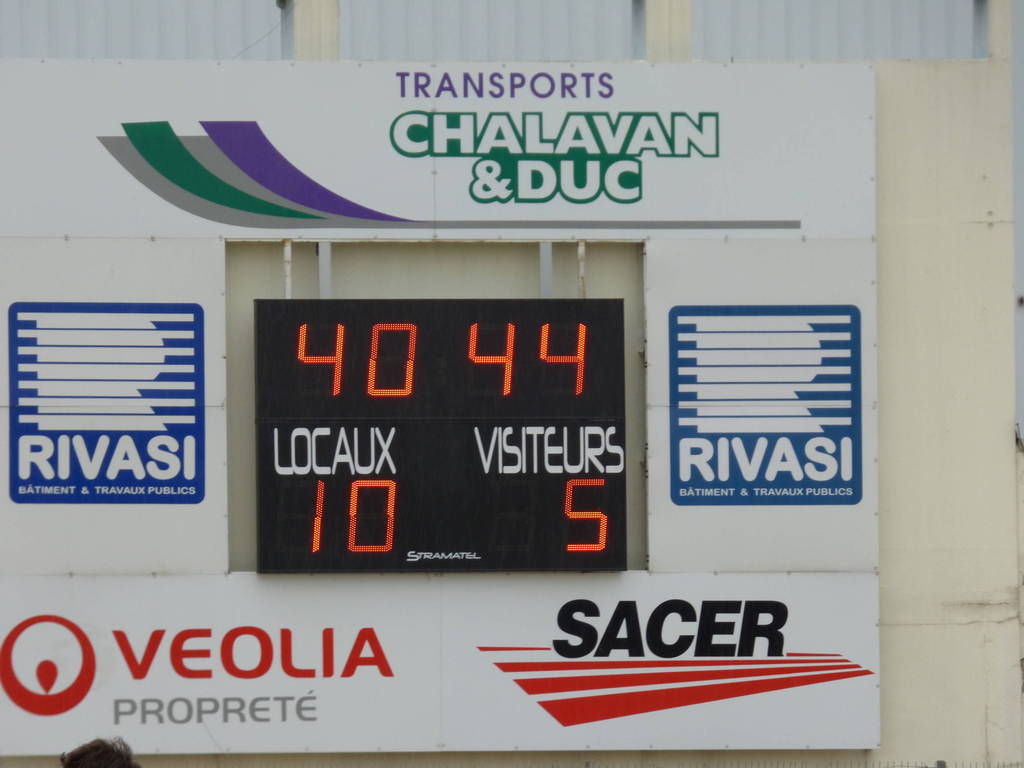 TRANSPORTS
CHALAVAN
&DUC
40 44
LOCAUX VISITEURS
10 5
STRAMATEL
RIVASI
BÂTIMENT & TRAVAUX PUBLICS
RIVASI
BÂTIMENT & TRAVAUX PUBLICS
VEOLIA
PROPRETÉ
SACER